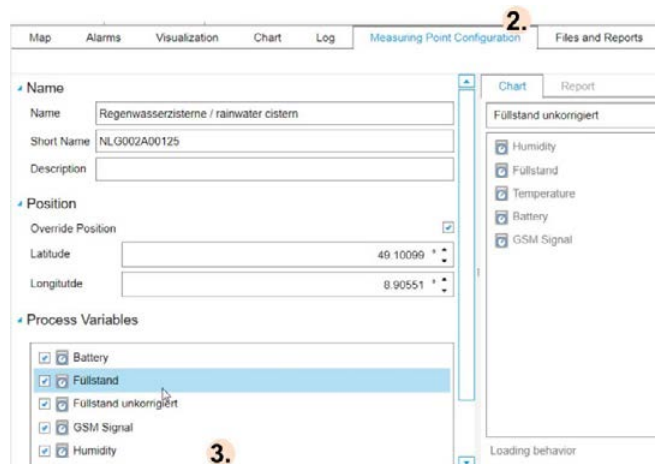 2.
Map Alarms Visualization Chart Log Measuring Point Configuration Files and Reports
Name
Name Regenwasserzisterne / rainwater cistern
Short Name NLG002A00125
Description
Position
Override Position
Latitude 49.10099 °
Longitutde 8.90551 °
Process Variables
Battery
Füllstand
Füllstand unkorrigiert
GSM Signal
Humidity
3.
Chart Report
Füllstand unkorrigiert
Humidity
Füllstand
Temperature
Battery
GSM Signal
Loading behavior